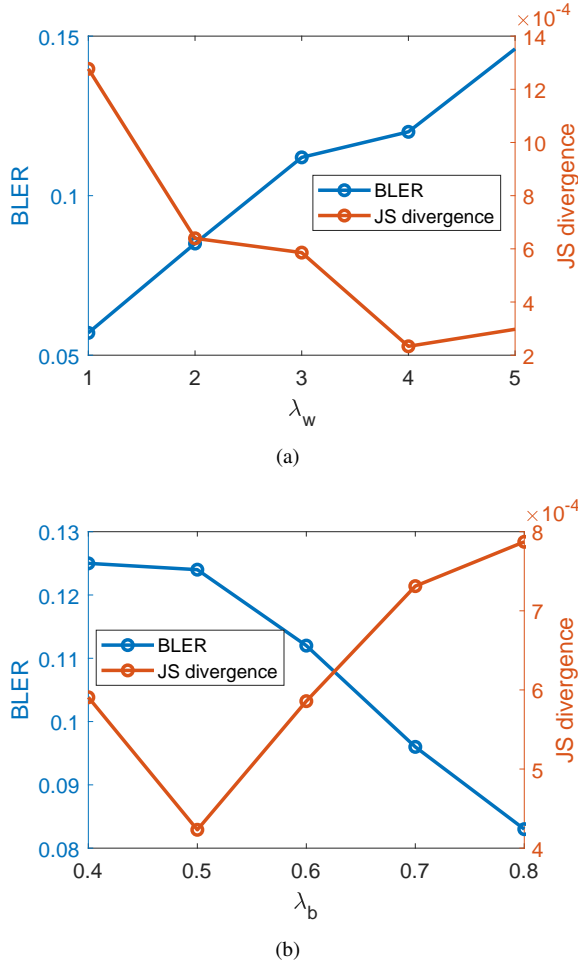 ×10⁻⁴
0.15
14
12
10
0.1
8
6
4
0.05
2
BLER
JS divergence
BLER
JS divergence
1
2
3
4
5
λ_w
(a)
×10⁻⁴
0.13
8
0.12
7
0.11
6
0.1
5
0.09
0.08
4
BLER
JS divergence
BLER
JS divergence
0.4
0.5
0.6
0.7
0.8
λ_b
(b)